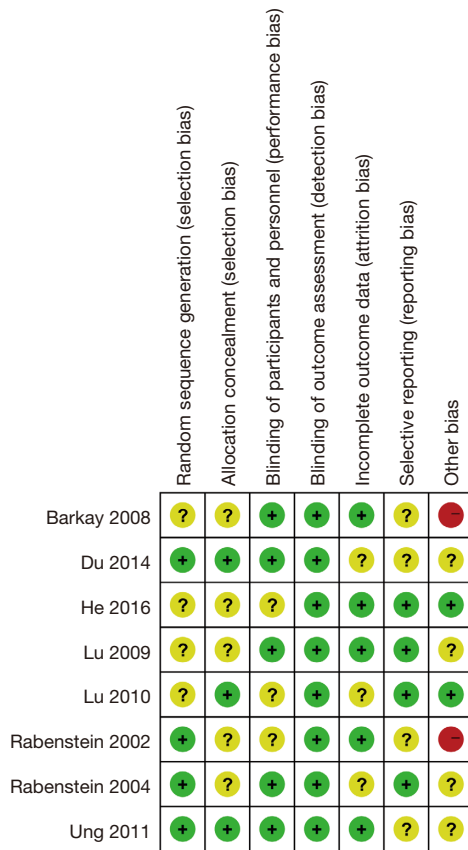 Random sequence generation (selection bias)
Allocation concealment (selection bias)
Blinding of participants and personnel (performance bias)
Blinding of outcome assessment (detection bias)
Incomplete outcome data (attrition bias)
Selective reporting (reporting bias)
Other bias
Barkay 2008 ? ? + + + ? −
Du 2014 + + + + ? ? ?
He 2016 ? ? ? + + + +
Lu 2009 ? ? + + + + ?
Lu 2010 ? + ? + ? + +
Rabenstein 2002 + ? ? + + ? −
Rabenstein 2004 + ? + + ? + ?
Ung 2011 + + + + + ? ?